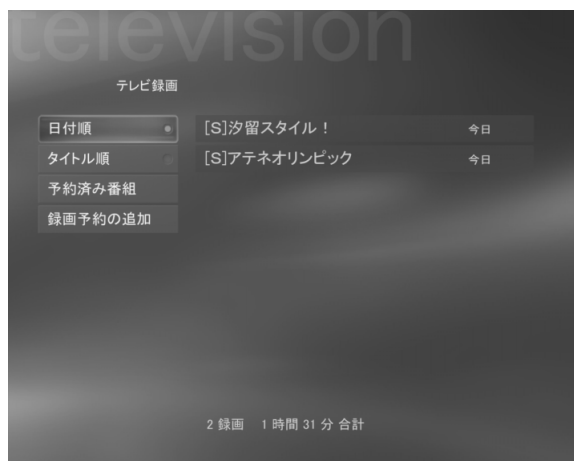 television
テレビ録画
日付順
タイトル順
予約済み番組
録画予約の追加
[S]汐留スタイル！ 今日
[S]アテネオリンピック 今日
2 録画 1 時間 31 分 合計